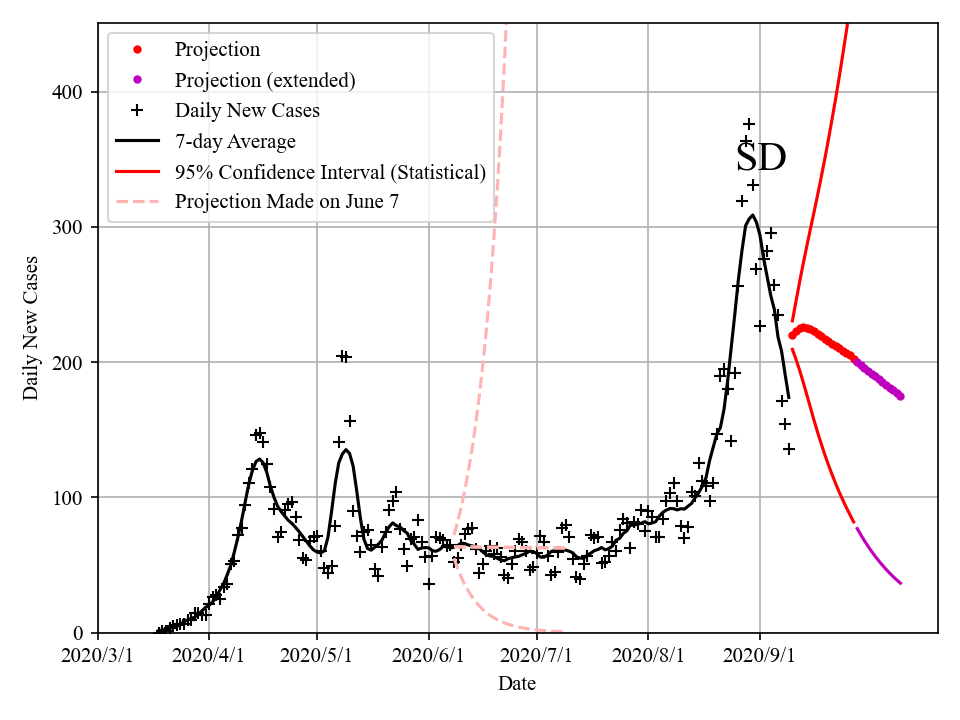 Projection
Projection (extended)
Daily New Cases
7-day Average
95% Confidence Interval (Statistical)
Projection Made on June 7
SD
Daily New Cases
400
300
200
100
0
2020/3/1 2020/4/1 2020/5/1 2020/6/1 2020/7/1 2020/8/1 2020/9/1
Date